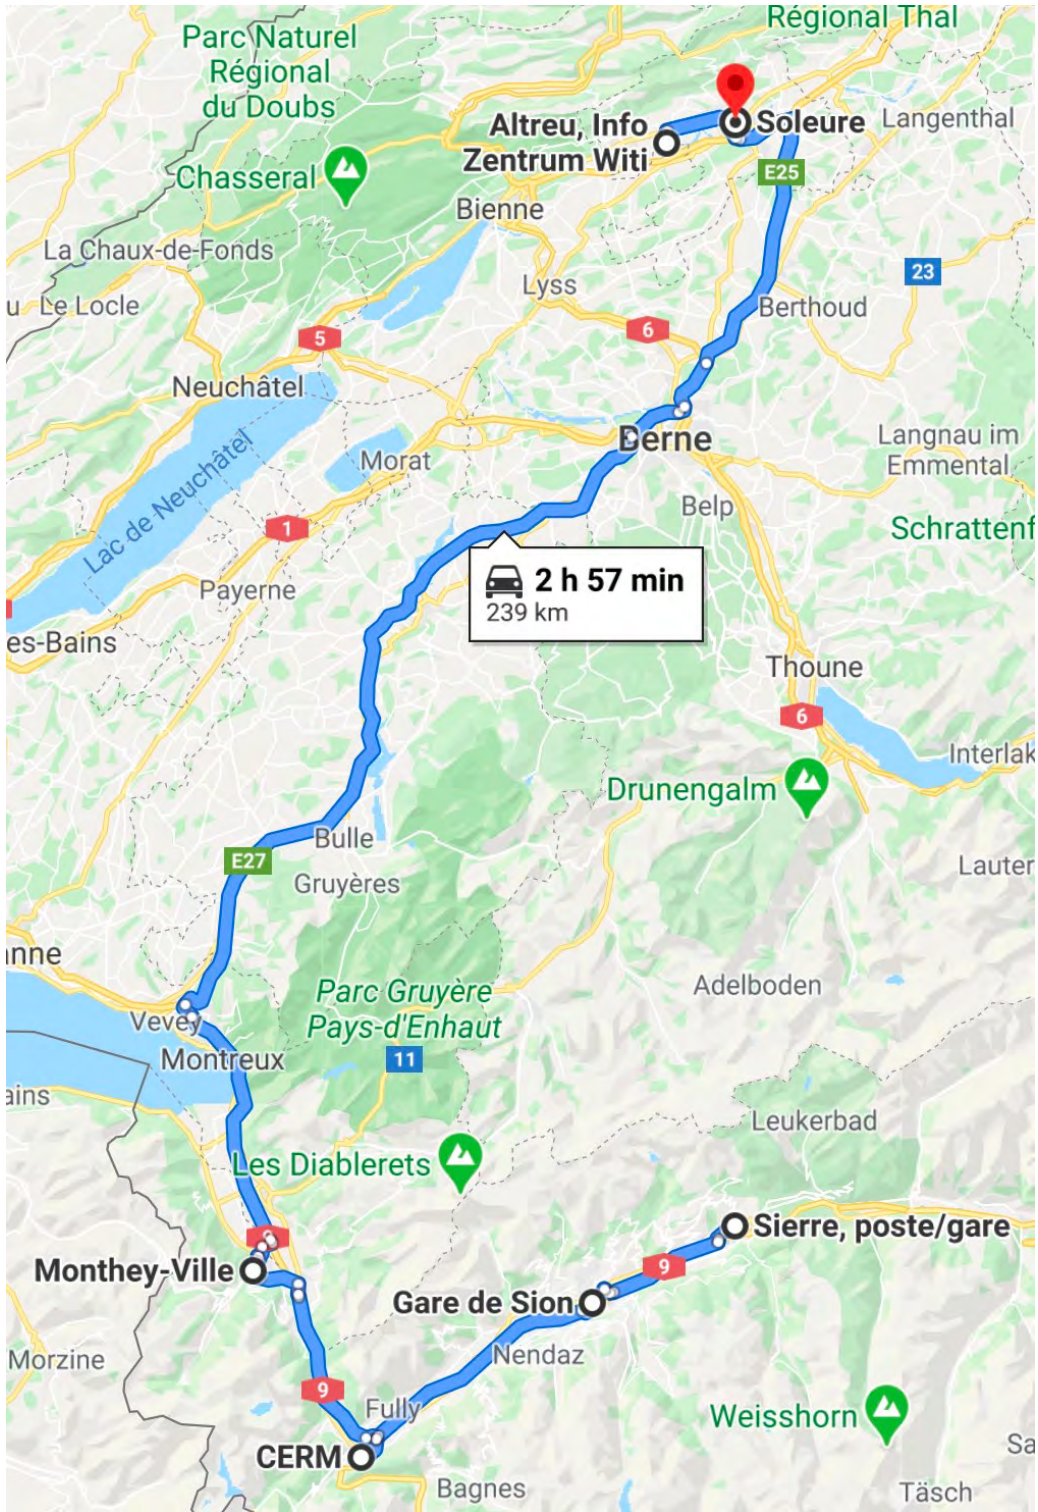 Régional Thal
Parc Naturel
Régional
du Doubs
Altreu, Info
Zentrum Witi
Soleure
Langenthal
E25
Chasseral
Bienne
La Chaux-de-Fonds
23
Lyss
u Le Locle
Berthoud
6
5
Neuchâtel
Berne
Langnau im
Emmental
Morat
Lac de Neuchâtel
Belp
1
Schrattenf
2 h 57 min
239 km
Payerne
es-Bains
Thoune
6
Interlak
Drunengalm
Bulle
E27
Lauter
Gruyères
anne
Adelboden
Parc Gruyère
Pays-d'Enhaut
Vevey
Montreux
11
ains
Leukerbad
Les Diablerets
Sierre, poste/gare
9
Monthey-Ville
9
Gare de Sion
Nendaz
Morzine
9
Fully
Weisshorn
CERM
Sa
Bagnes
Täsch